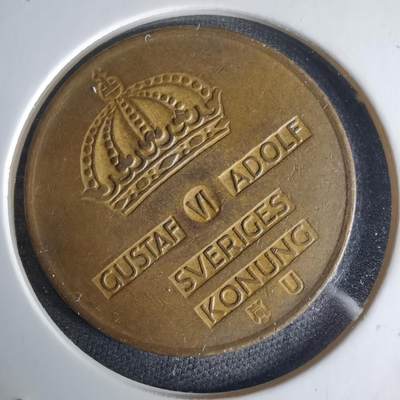 GUSTAF VI ADOLF
SVERIGES
KONUNG
U